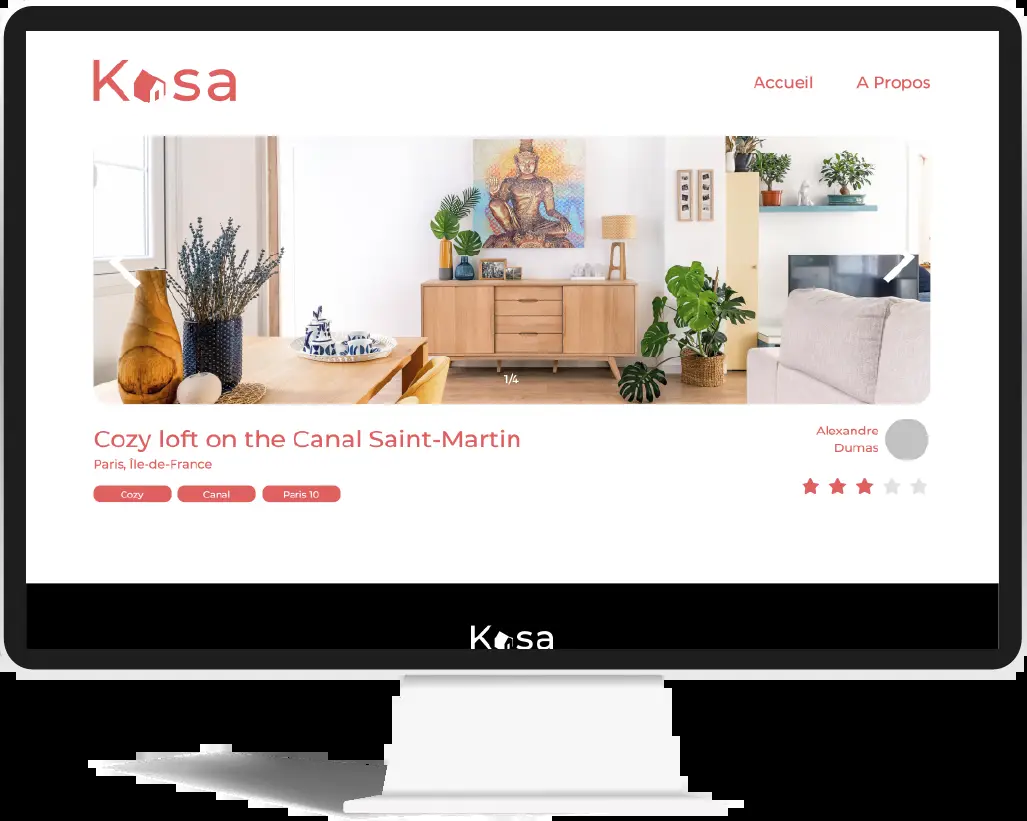 Kasa
Accueil
A Propos
1/4
Cozy loft on the Canal Saint-Martin
Paris, Île-de-France
Cozy
Canal
Paris 10
Alexandre
Dumas
Kasa